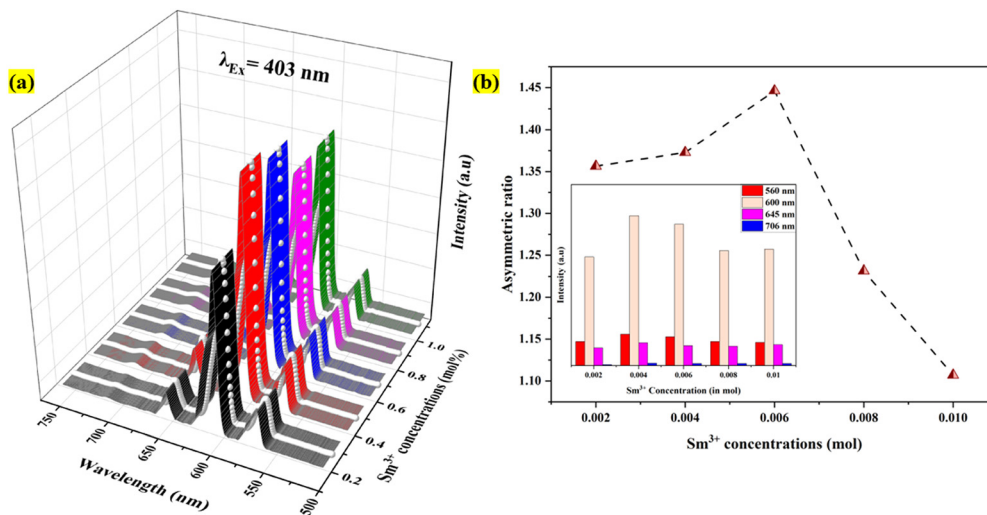 (a)
λEx= 403 nm
Intensity (a.u)
1.0
0.8
0.6
0.4
0.2
Sm³⁺ concentrations (mol%)
750
700
650
600
550
500
Wavelength (nm)
(b)
1.45
1.40
1.35
1.30
1.25
1.20
1.15
1.10
Asymmetric ratio
560 nm
600 nm
645 nm
706 nm
Intensity (a.u)
0.002 0.004 0.006 0.008 0.01
Sm³⁺ Concentration (in mol)
0.002 0.004 0.006 0.008 0.010
Sm³⁺ concentrations (mol)